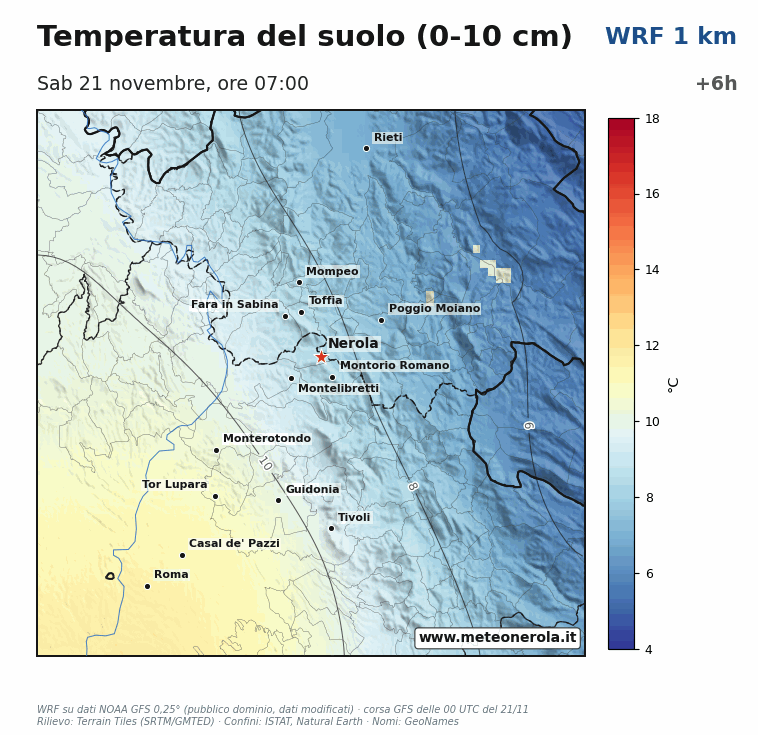 Temperatura del suolo (0-10 cm) WRF 1 km
Sab 21 novembre, ore 07:00 +6h
Rieti
Mompeo
Fara in Sabina
Toffia
Poggio Moiano
Nerola
Montorio Romano
Montelibretti
Monterotondo
10
Tor Lupara
Guidonia
8
6
Tivoli
Casal de' Pazzi
Roma
www.meteonerola.it
18
16
14
12
10
8
6
4
°C
WRF su dati NOAA GFS 0,25° (pubblico dominio, dati modificati) · corsa GFS delle 00 UTC del 21/11
Rilievo: Terrain Tiles (SRTM/GMTED) · Confini: ISTAT, Natural Earth · Nomi: GeoNames